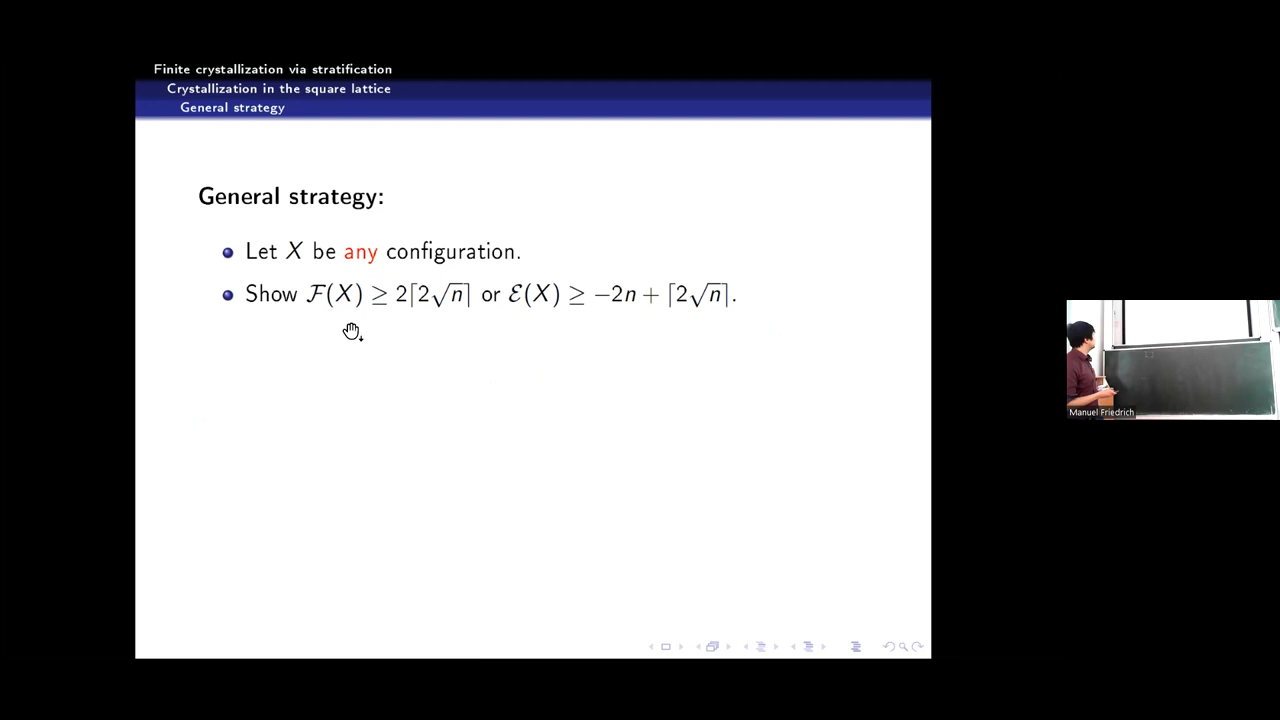 Finite crystallization via stratification
Crystallization in the square lattice
General strategy
General strategy:
Let X be any configuration.
Show ℱ(X) ≥ 2⌈2√n⌉ or ℰ(X) ≥ −2n + ⌈2√n⌉.
Manuel Friedrich